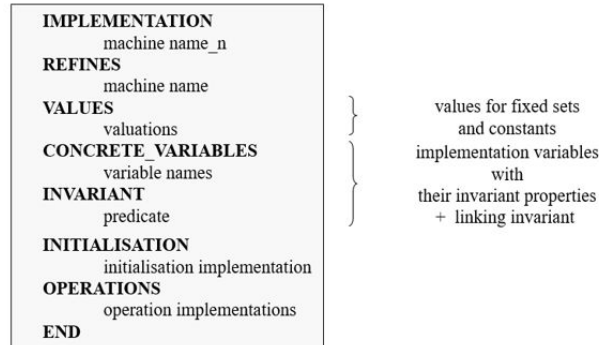 IMPLEMENTATION
machine name_n
REFINES
machine name
VALUES
valuations
CONCRETE_VARIABLES
variable names
INVARIANT
predicate
INITIALISATION
initialisation implementation
OPERATIONS
operation implementations
END
values for fixed sets
and constants
implementation variables
with
their invariant properties
+ linking invariant